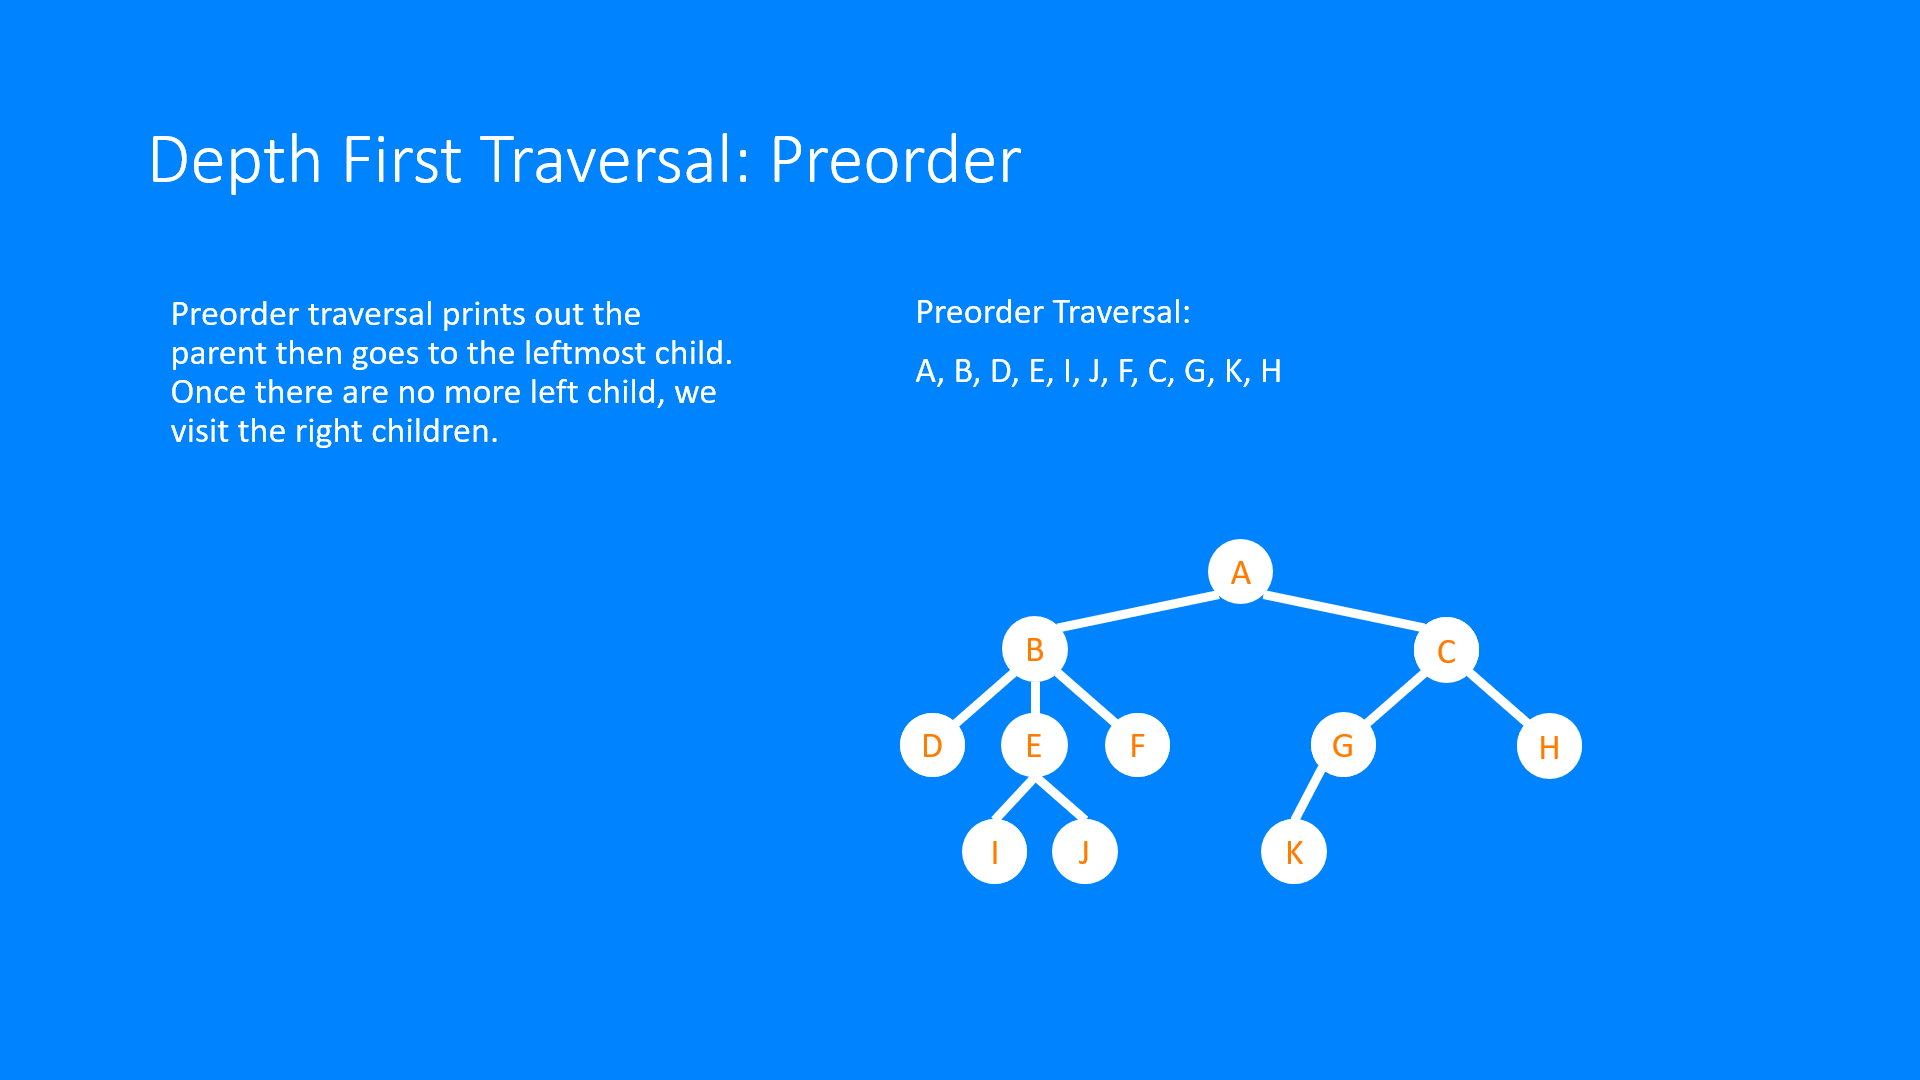 Depth First Traversal: Preorder
Preorder traversal prints out the
parent then goes to the leftmost child.
Once there are no more left child, we
visit the right children.
Preorder Traversal:
A, B, D, E, I, J, F, C, G, K, H
A
B
C
D
E
F
G
H
I
J
K